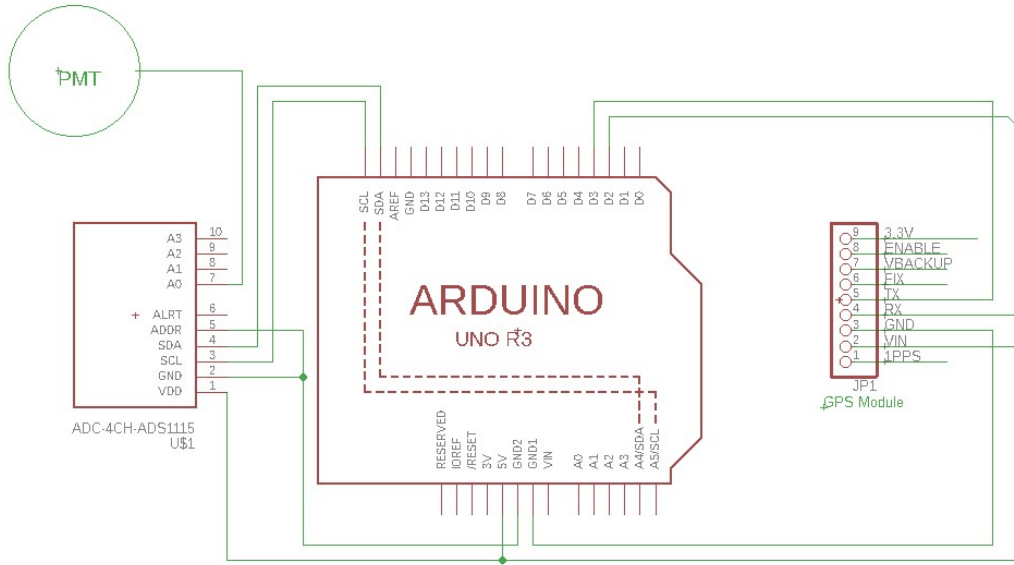 PMT
SCL
SDA
AREF
GND
D13
D12
D11
D10
D9
D8
D7
D6
D5
D4
D3
D2
D1
D0
A3 10
A2 9
A1 8
A0 7
ALRT 6
ADDR 5
SDA 4
SCL 3
GND 2
VDD 1
ADC-4CH-ADS1115
U$1
ARDUINO
UNO R3
RESERVED
IOREF
/RESET
3V
5V
GND2
GND1
VIN
A0
A1
A2
A3
A4/SDA
A5/SCL
9 3.3V
8 ENABLE
7 VBACKUP
6 FIX
5 TX
4 RX
3 GND
2 VIN
1 1PPS
JP1
GPS Module